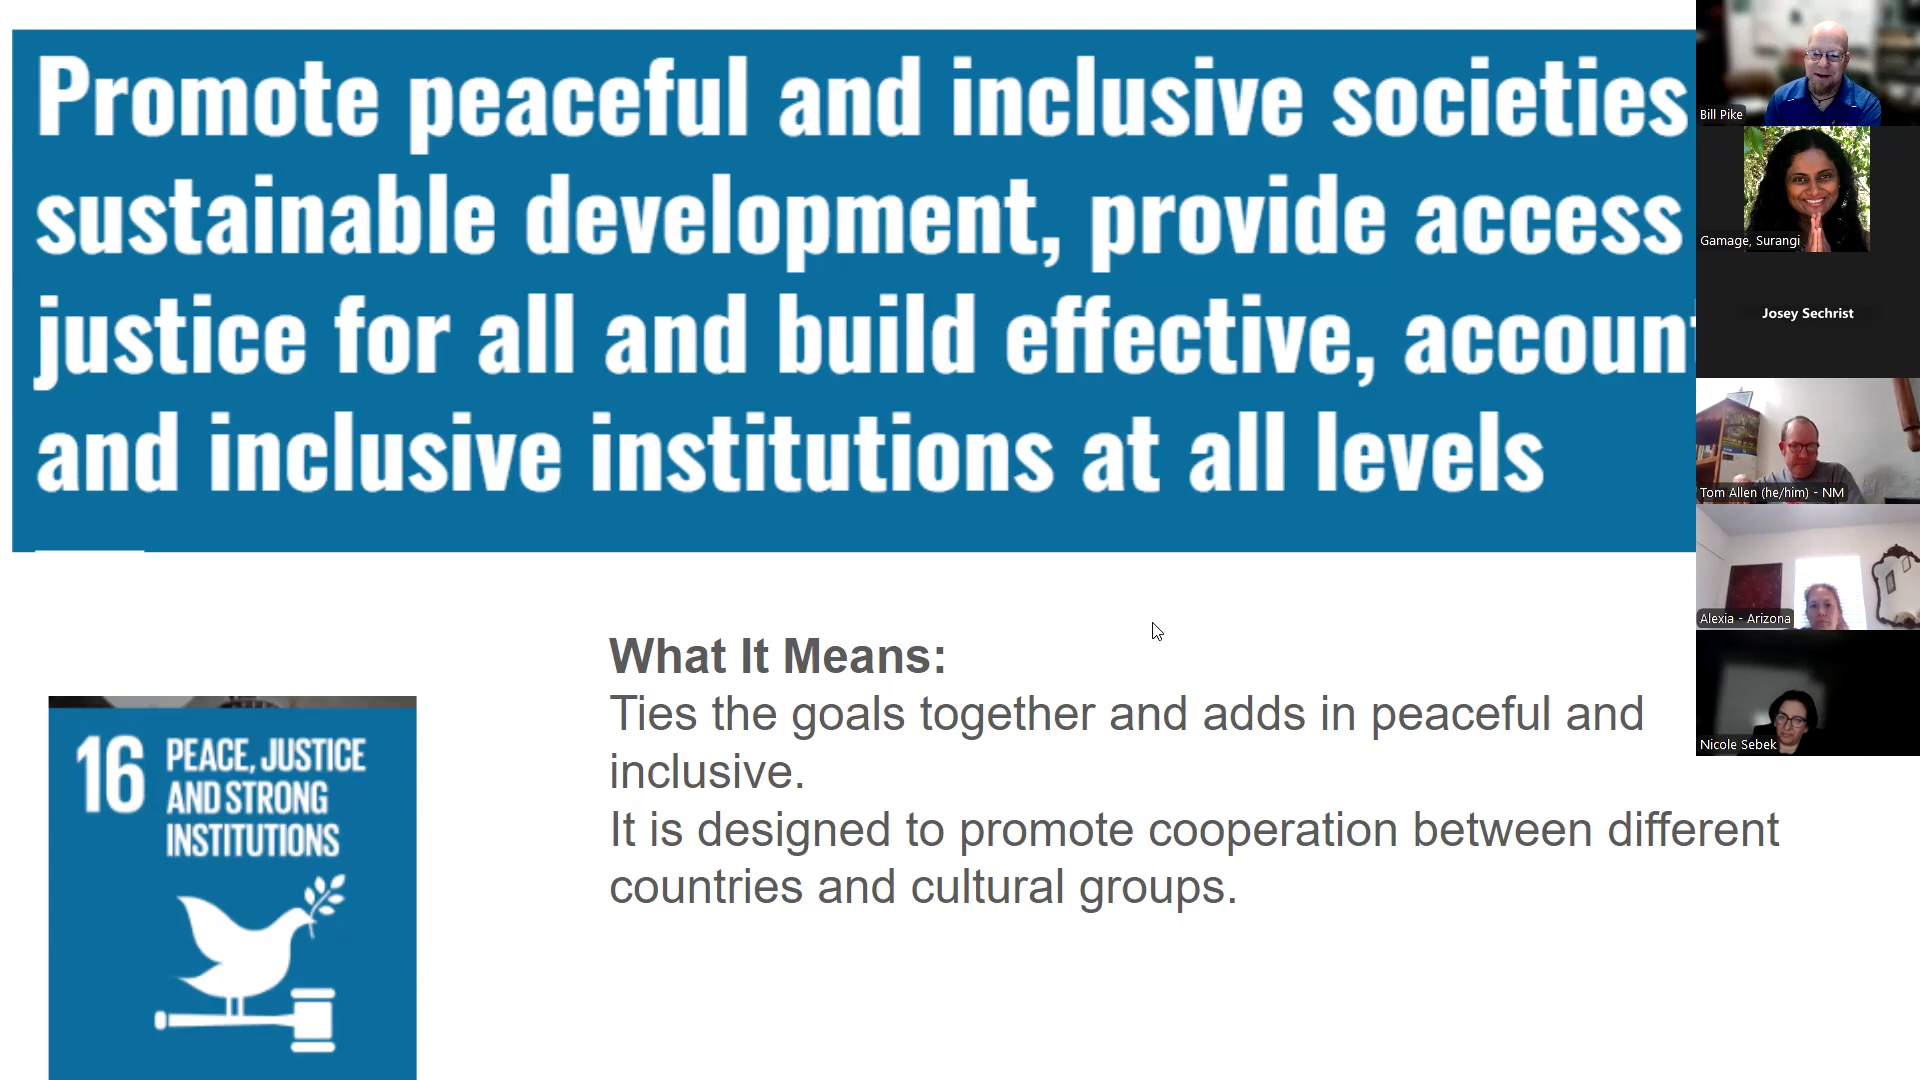 Promote peaceful and inclusive societies
sustainable development, provide access
justice for all and build effective, account
and inclusive institutions at all levels
What It Means:
Ties the goals together and adds in peaceful and
inclusive.
It is designed to promote cooperation between different
countries and cultural groups.
16 PEACE, JUSTICE
AND STRONG
INSTITUTIONS
Bill Pike
Gamage, Surangi
Josey Sechrist
Tom Allen (he/him) - NM
Alexia - Arizona
Nicole Sebek